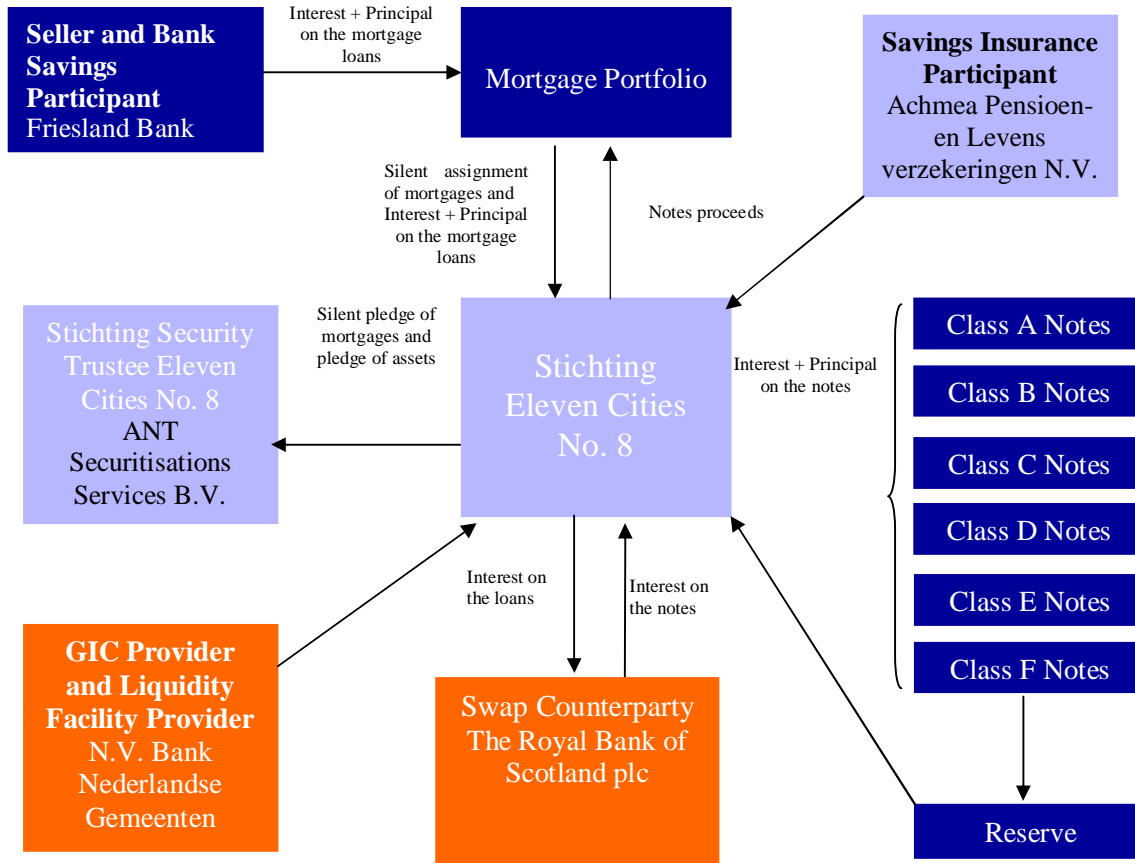 Seller and Bank
Savings
Participant
Friesland Bank
Interest + Principal
on the mortgage
loans
Mortgage Portfolio
Savings Insurance
Participant
Achmea Pensioen-
en Levens
verzekeringen N.V.
Silent assignment
of mortgages and
Interest + Principal
on the mortgage
loans
Notes proceeds
Stichting Security
Trustee Eleven
Cities No. 8
ANT
Securitisations
Services B.V.
Silent pledge of
mortgages and
pledge of assets
Stichting
Eleven Cities
No. 8
Interest + Principal
on the notes
Class A Notes
Class B Notes
Class C Notes
Class D Notes
Class E Notes
Class F Notes
Interest on
the loans
Interest on
the notes
GIC Provider
and Liquidity
Facility Provider
N.V. Bank
Nederlandse
Gemeenten
Swap Counterparty
The Royal Bank of
Scotland plc
Reserve